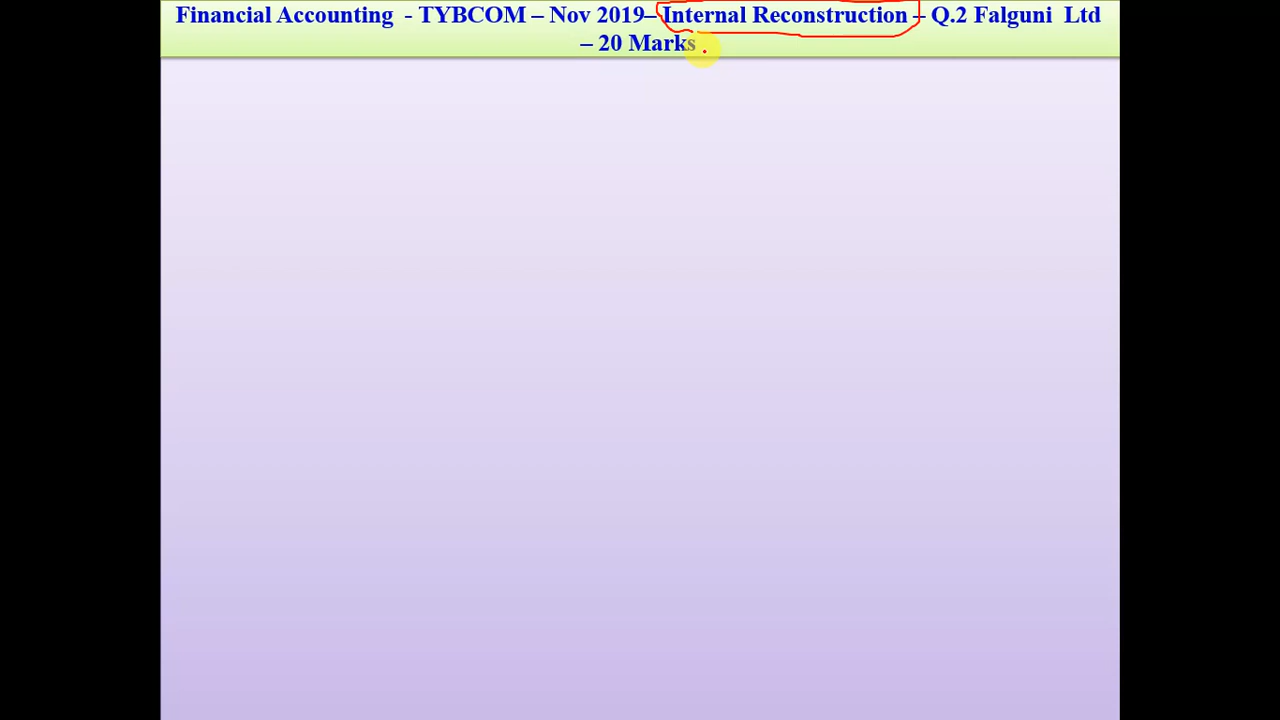 Financial Accounting - TYBCOM – Nov 2019– Internal Reconstruction – Q.2 Falguni Ltd
– 20 Marks